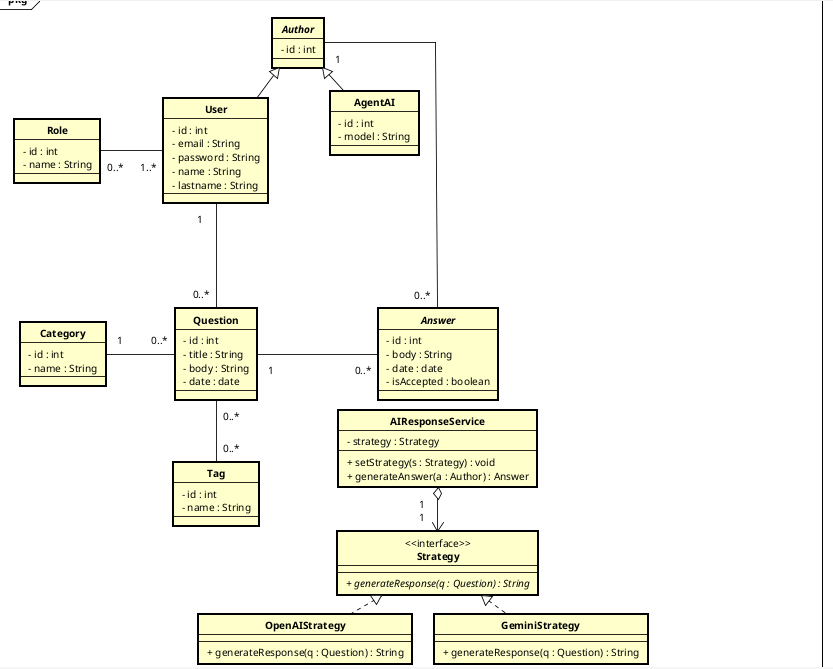 pkg
Author
- id : int
1
User
- id : int
- email : String
- password : String
- name : String
- lastname : String
AgentAI
- id : int
- model : String
Role
- id : int
- name : String
0..*
1..*
1
0..*
0..*
Category
- id : int
- name : String
1
0..*
Question
- id : int
- title : String
- body : String
- date : date
1
0..*
Answer
- id : int
- body : String
- date : date
- isAccepted : boolean
0..*
0..*
Tag
- id : int
- name : String
AIResponseService
- strategy : Strategy
+ setStrategy(s : Strategy) : void
+ generateAnswer(a : Author) : Answer
1
1
<<interface>>
Strategy
+ generateResponse(q : Question) : String
OpenAIStrategy
+ generateResponse(q : Question) : String
GeminiStrategy
+ generateResponse(q : Question) : String